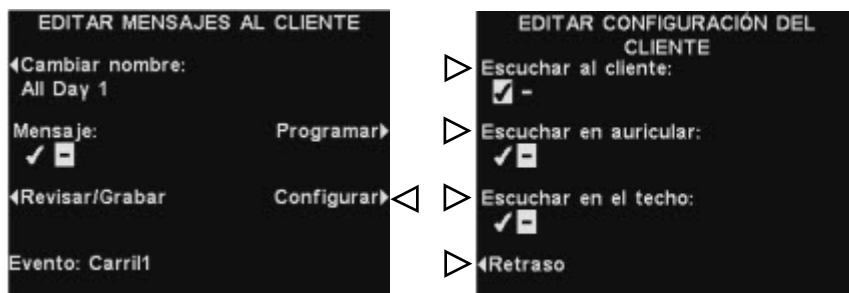 EDITAR MENSAJES AL CLIENTE
Cambiar nombre:
All Day 1
Mensaje:
Programar
✓ -
Revisar/Grabar
Configurar
Evento: Carril1
EDITAR CONFIGURACIÓN DEL
CLIENTE
Escuchar al cliente:
✓ -
Escuchar en auricular:
✓ -
Escuchar en el techo:
✓ -
Retraso